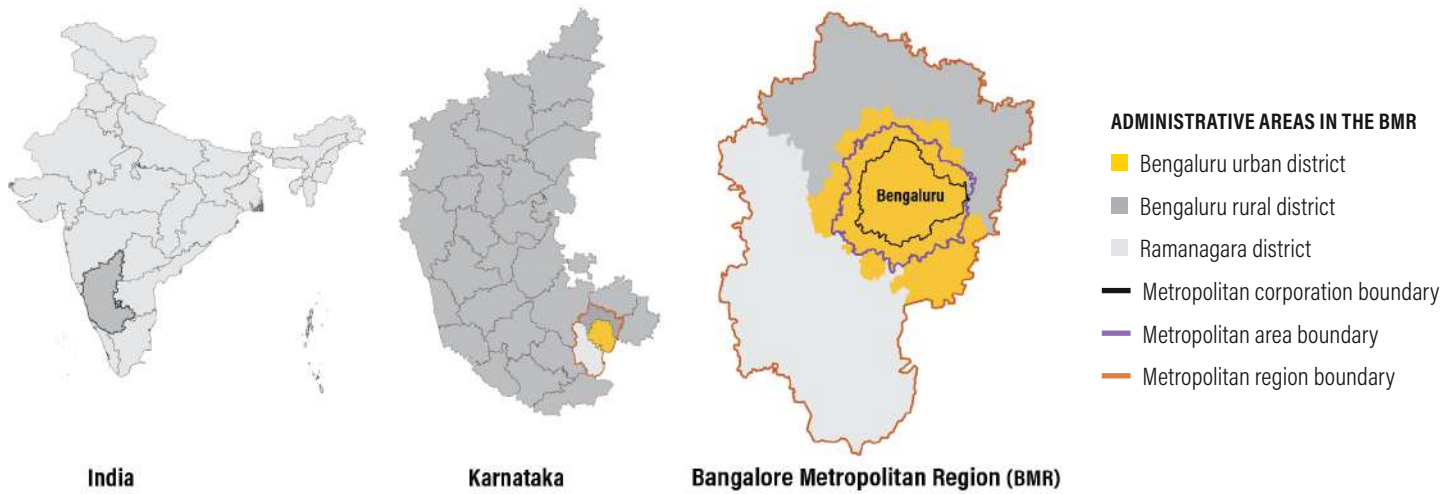 Bengaluru
ADMINISTRATIVE AREAS IN THE BMR
Bengaluru urban district
Bengaluru rural district
Ramanagara district
Metropolitan corporation boundary
Metropolitan area boundary
Metropolitan region boundary
India
Karnataka
Bangalore Metropolitan Region (BMR)